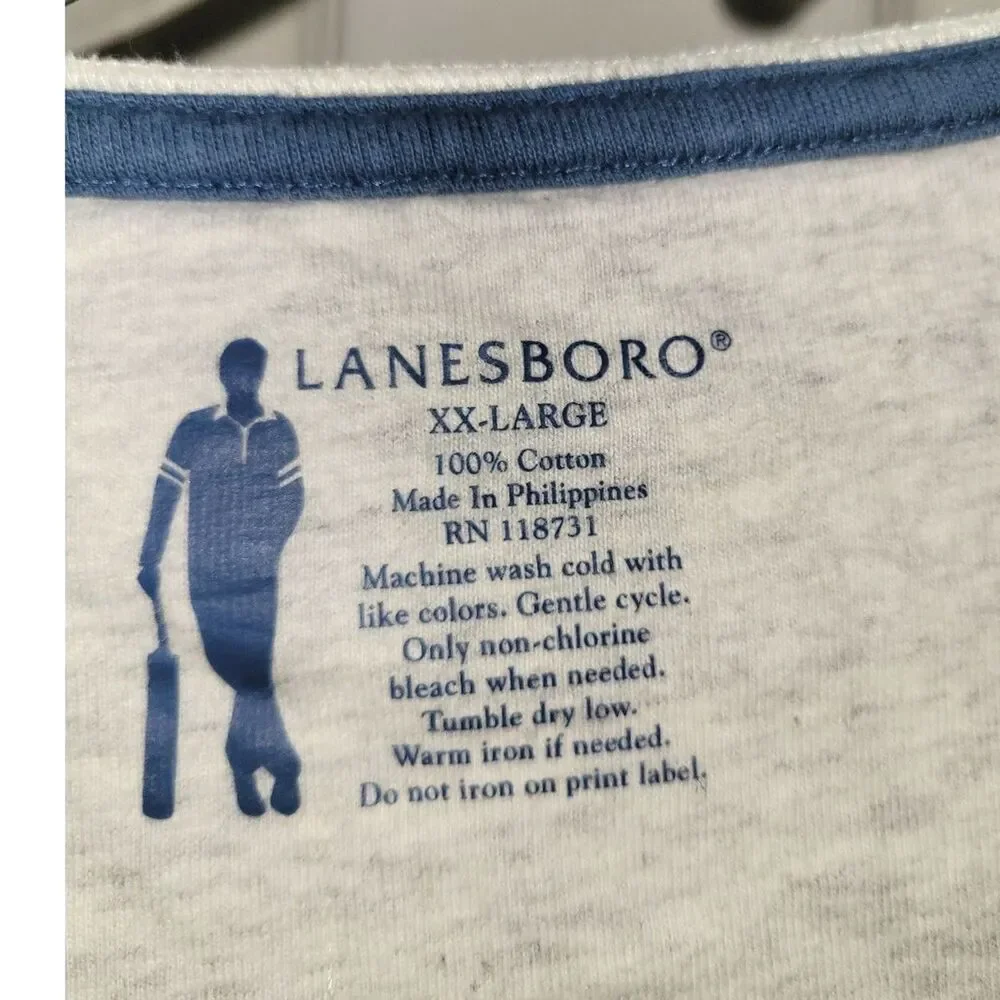 LANESBORO®
XX-LARGE
100% Cotton
Made In Philippines
RN 118731
Machine wash cold with
like colors. Gentle cycle.
Only non-chlorine
bleach when needed.
Tumble dry low.
Warm iron if needed.
Do not iron on print label.